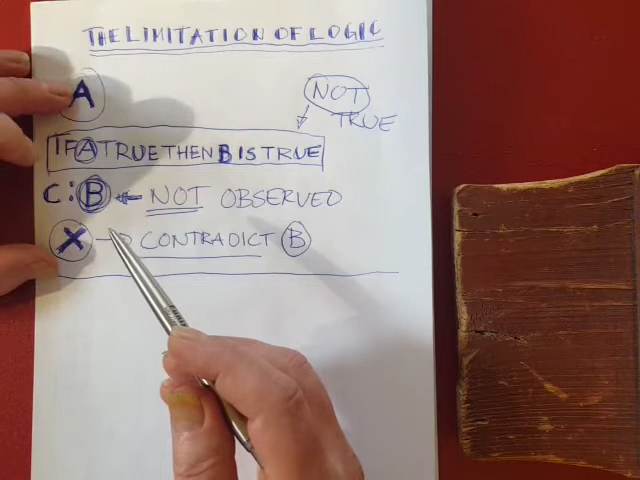 THE LIMITATION OF LOGIC
A
NOT
TRUE
IF A TRUE THEN B IS TRUE
C: B ← NOT OBSERVED
X → CONTRADICT B